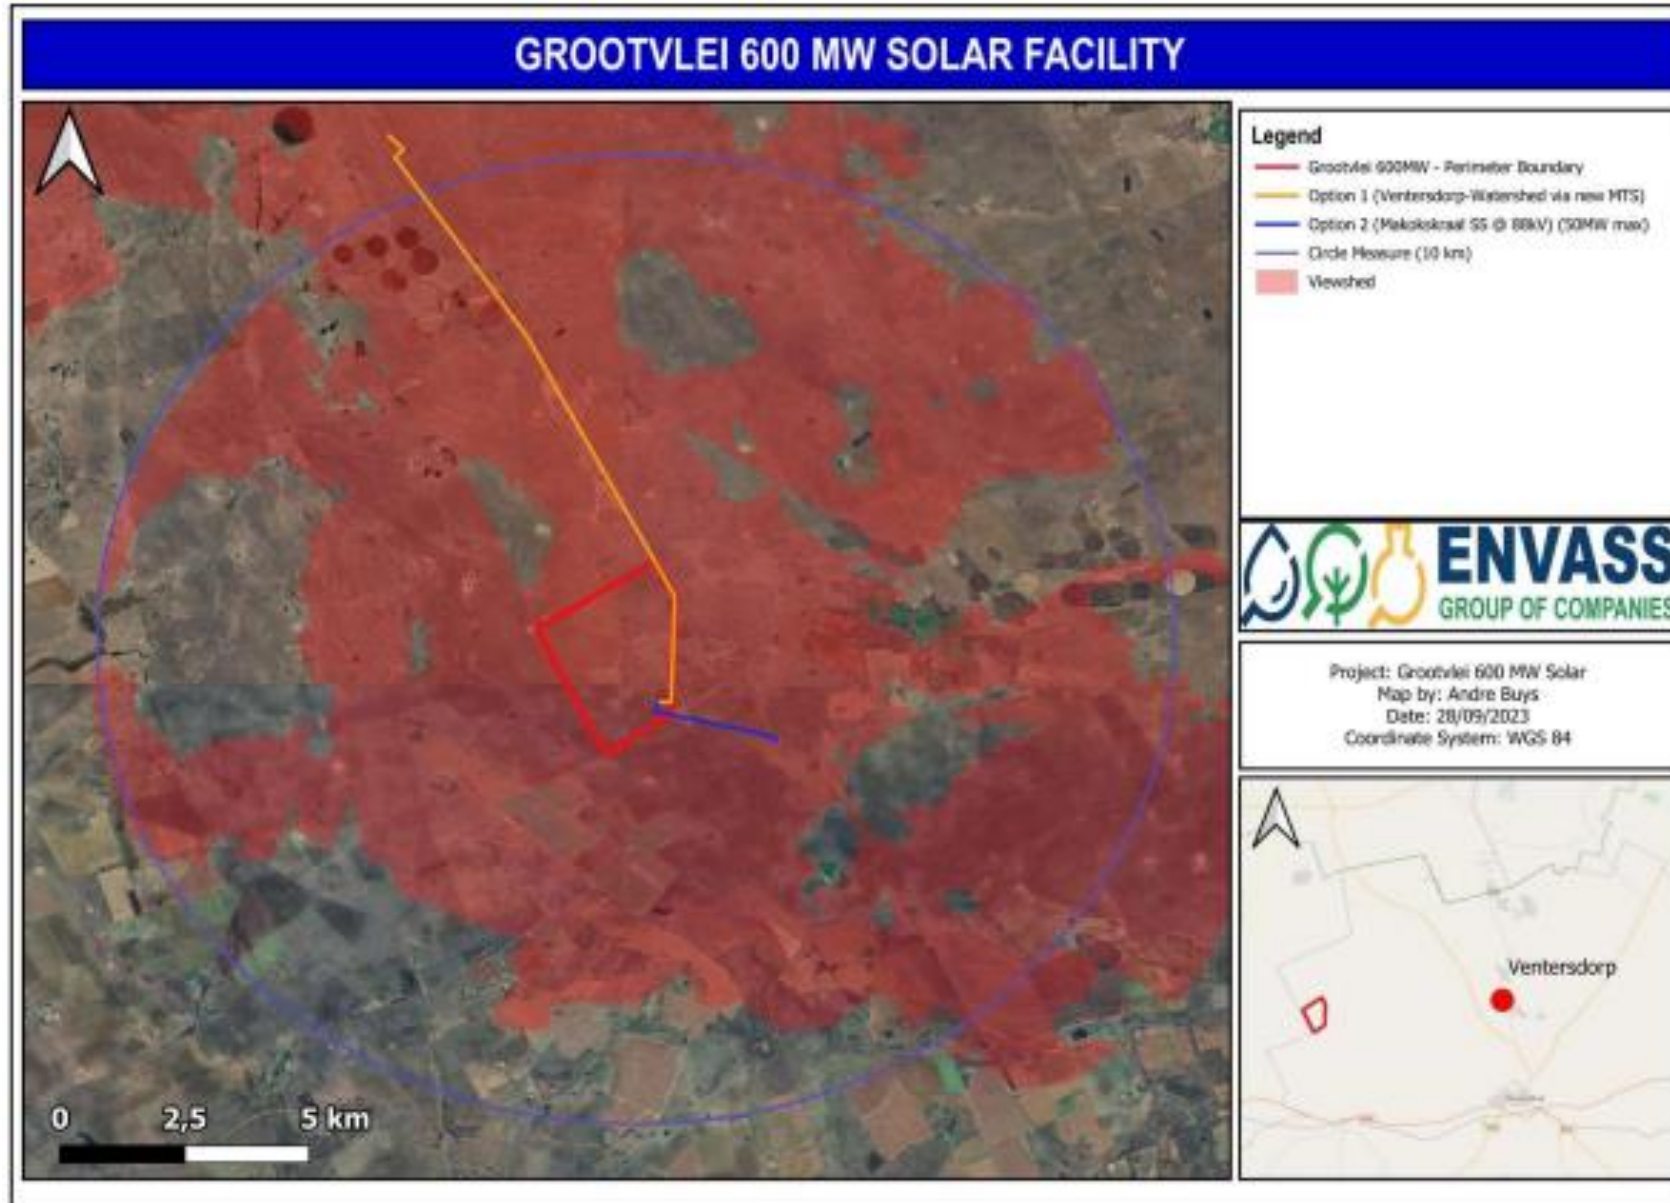 GROOTVLEI 600 MW SOLAR FACILITY
Legend
Grootvlei 600MW - Perimeter Boundary
Option 1 (Ventersdorp-Watershed via new MTS)
Option 2 (Makokskraal SS @ 88kV) (50MW max)
Circle Measure (10 km)
Viewshed
ENVASS
GROUP OF COMPANIES
Project: Grootvlei 600 MW Solar
Map by: Andre Buys
Date: 28/09/2023
Coordinate System: WGS 84
Ventersdorp
0 2,5 5 km